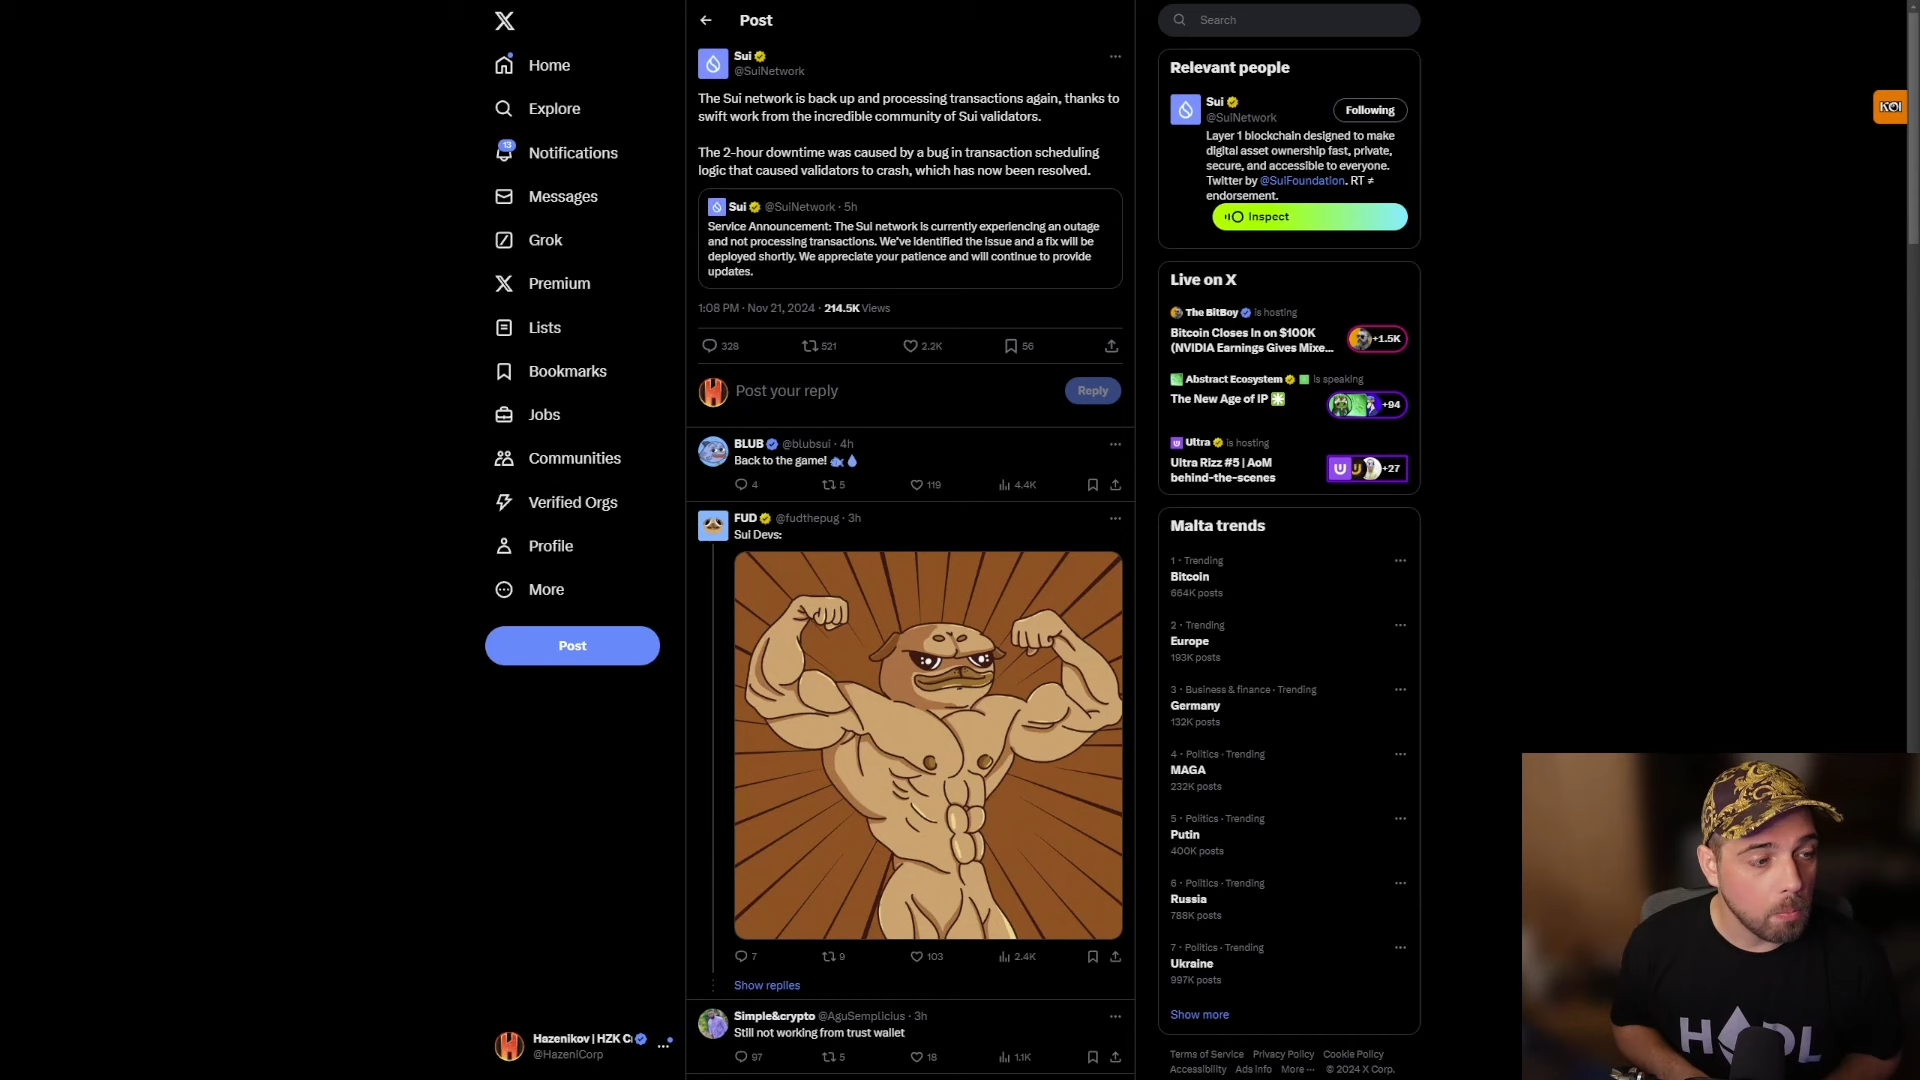 Home
Explore
13
Notifications
Messages
Grok
Premium
Lists
Bookmarks
Jobs
Communities
Verified Orgs
Profile
More
Post
Hazenikov | HZK C
@HazeniCorp
Post
Sui
@SuiNetwork
The Sui network is back up and processing transactions again, thanks to
swift work from the incredible community of Sui validators.
The 2-hour downtime was caused by a bug in transaction scheduling
logic that caused validators to crash, which has now been resolved.
Sui @SuiNetwork · 5h
Service Announcement: The Sui network is currently experiencing an outage
and not processing transactions. We've identified the issue and a fix will be
deployed shortly. We appreciate your patience and will continue to provide
updates.
1:08 PM · Nov 21, 2024 · 214.5K Views
328 521 2.2K 56
Post your reply
Reply
BLUB @blubsui · 4h
Back to the game!
4 5 119 4.4K
FUD @fudthepug · 3h
Sui Devs:
7 9 103 2.4K
Show replies
Simple&crypto @AguSemplicius · 3h
Still not working from trust wallet
97 5 18 1.1K
Search
Relevant people
Sui
@SuiNetwork
Following
Layer 1 blockchain designed to make
digital asset ownership fast, private,
secure, and accessible to everyone.
Twitter by @SuiFoundation. RT ≠
endorsement.
Inspect
Live on X
The BitBoy is hosting
Bitcoin Closes In on $100K
(NVIDIA Earnings Gives Mixe...
+1.5K
Abstract Ecosystem is speaking
The New Age of IP
+94
Ultra is hosting
Ultra Rizz #5 | AoM
behind-the-scenes
+27
Malta trends
1 · Trending
Bitcoin
664K posts
2 · Trending
Europe
193K posts
3 · Business & finance · Trending
Germany
132K posts
4 · Politics · Trending
MAGA
232K posts
5 · Politics · Trending
Putin
400K posts
6 · Politics · Trending
Russia
788K posts
7 · Politics · Trending
Ukraine
997K posts
Show more
Terms of Service Privacy Policy Cookie Policy
Accessibility Ads info More ··· © 2024 X Corp.
KOI